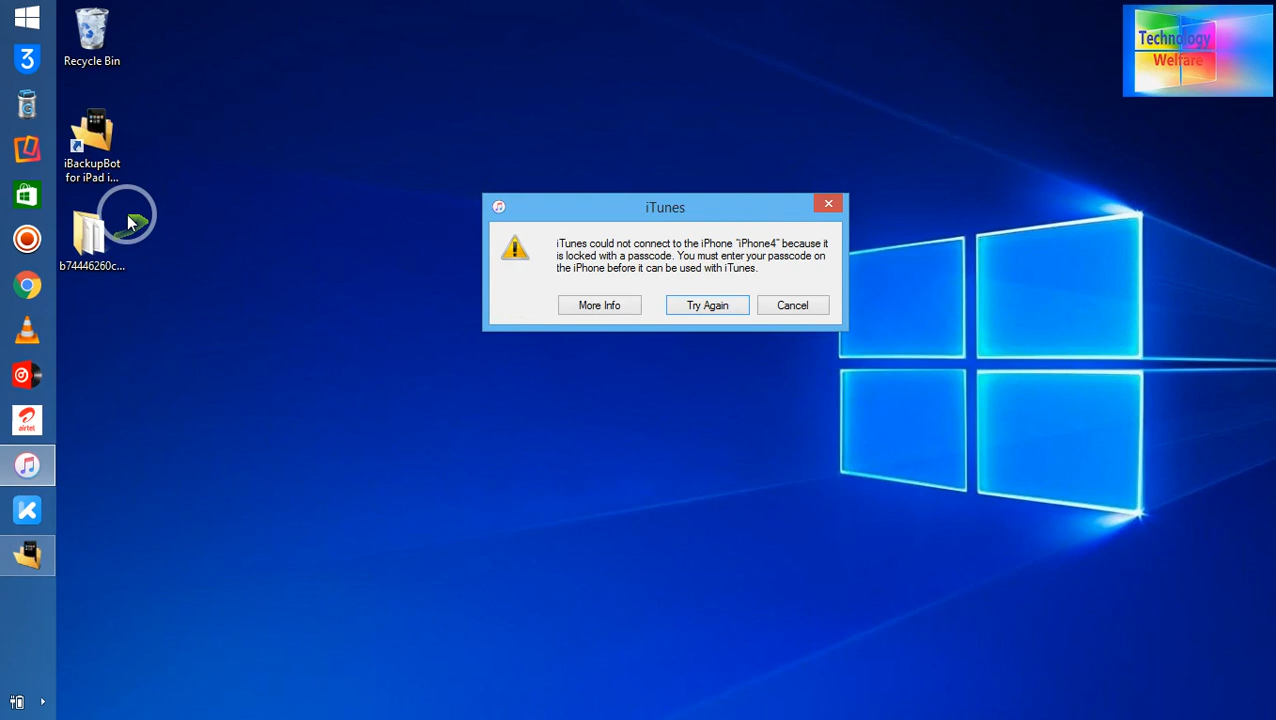 Recycle Bin
iBackupBot
for iPad i...
b74446260c...
3
airtel
Technology
Welfare
iTunes
iTunes could not connect to the iPhone "iPhone4" because it
is locked with a passcode. You must enter your passcode on
the iPhone before it can be used with iTunes.
More Info
Try Again
Cancel